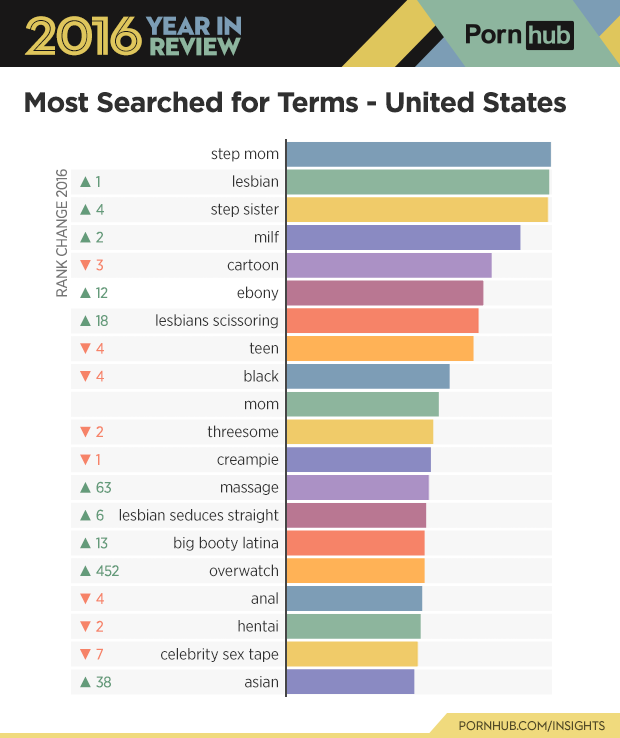 2016 YEAR IN
REVIEW
Porn hub
Most Searched for Terms - United States
RANK CHANGE 2016
step mom
▲ 1 lesbian
▲ 4 step sister
▲ 2 milf
▼ 3 cartoon
▲ 12 ebony
▲ 18 lesbians scissoring
▼ 4 teen
▼ 4 black
mom
▼ 2 threesome
▼ 1 creampie
▲ 63 massage
▲ 6 lesbian seduces straight
▲ 13 big booty latina
▲ 452 overwatch
▼ 4 anal
▼ 2 hentai
▼ 7 celebrity sex tape
▲ 38 asian
PORNHUB.COM/INSIGHTS